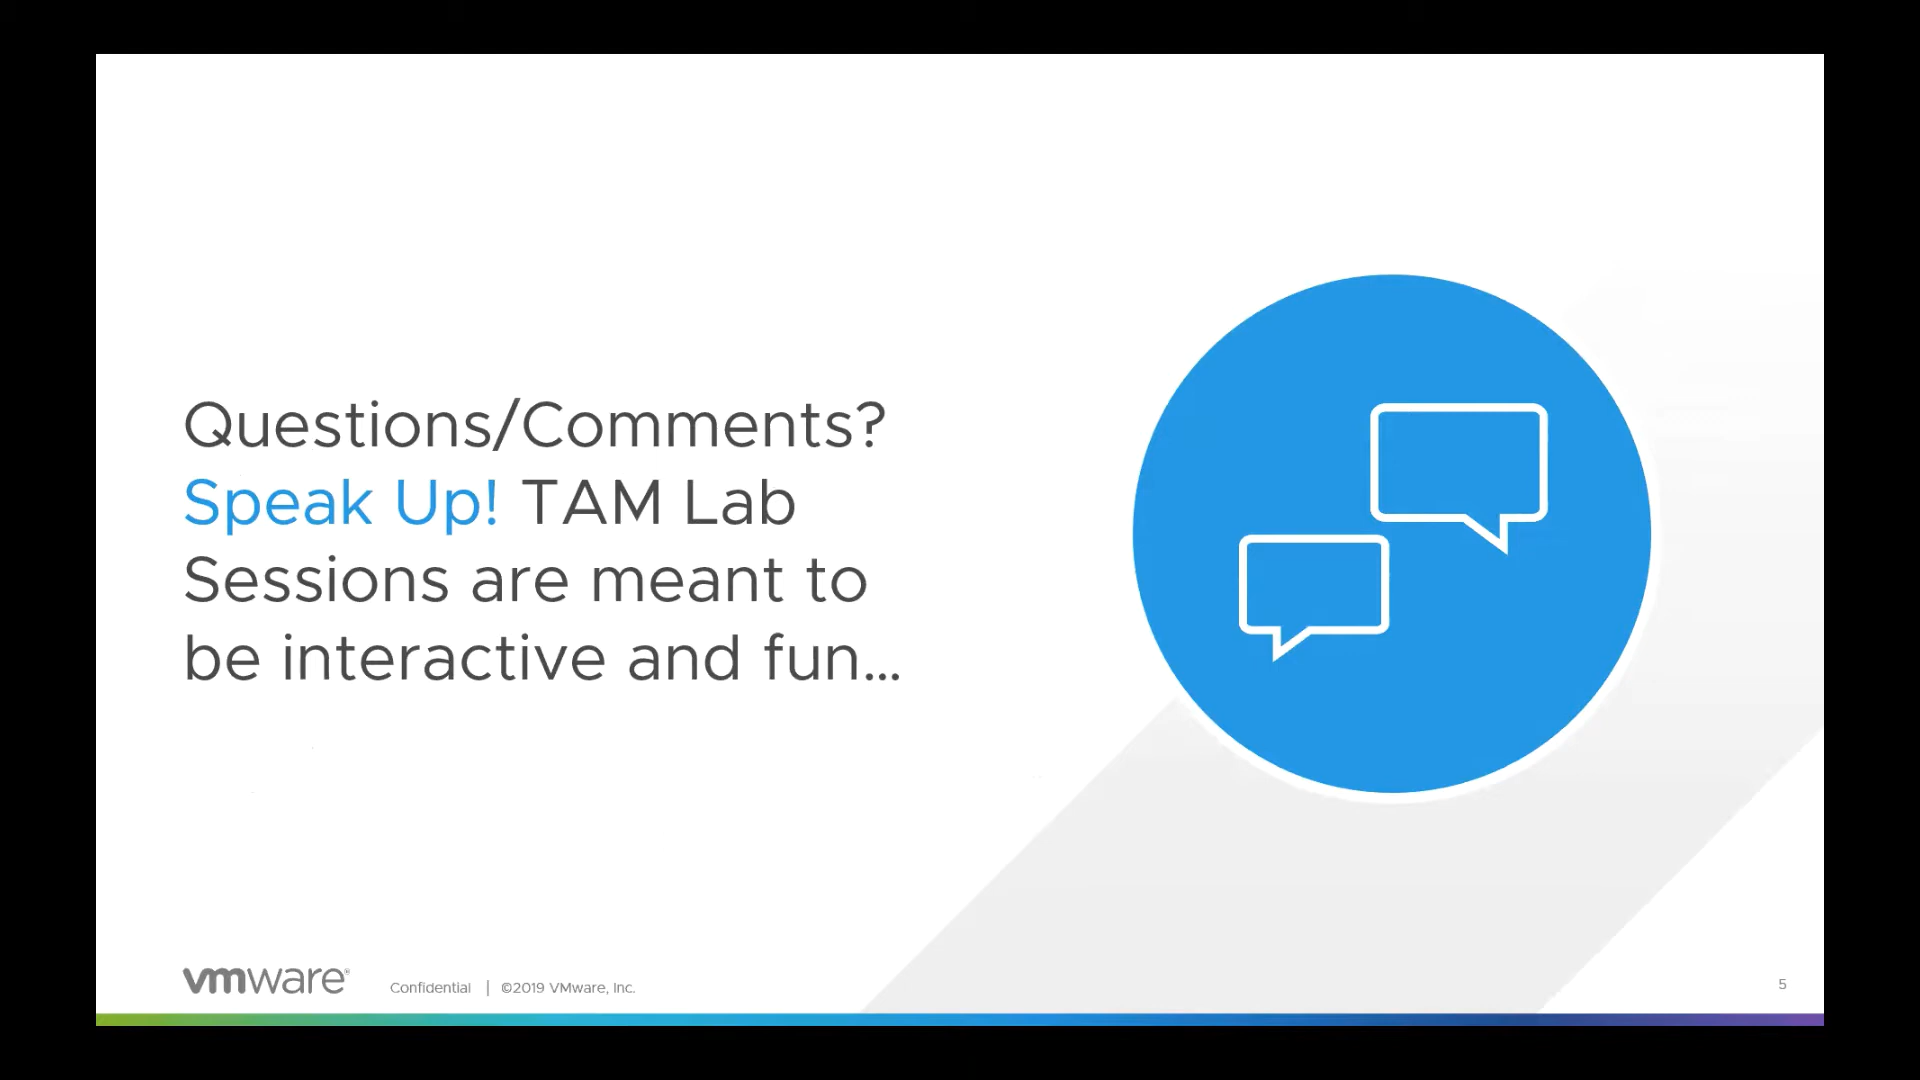 Questions/Comments?
Speak Up! TAM Lab
Sessions are meant to
be interactive and fun...
vmware®
Confidential | ©2019 VMware, Inc.
5